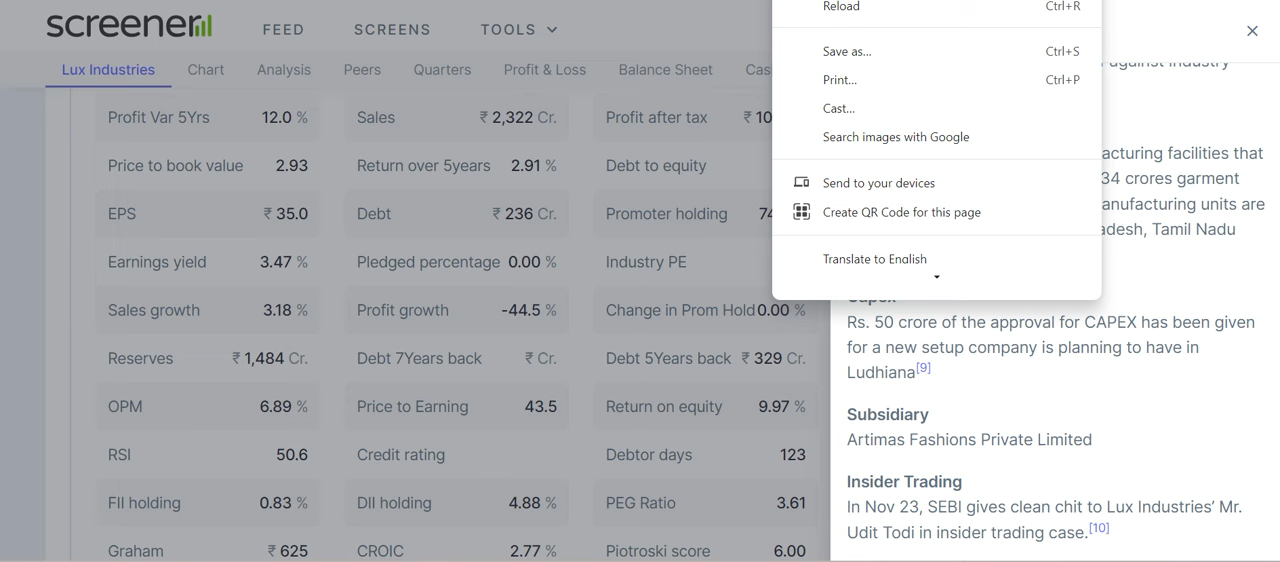 screener FEED SCREENS TOOLS
Lux Industries Chart Analysis Peers Quarters Profit & Loss Balance Sheet Cas
Reload Ctrl+R
Save as... Ctrl+S
Print... Ctrl+P
Cast...
Search images with Google
Send to your devices
Create QR Code for this page
Translate to English
Profit Var 5Yrs 12.0 % Sales ₹ 2,322 Cr. Profit after tax ₹ 10
Price to book value 2.93 Return over 5years 2.91 % Debt to equity
EPS ₹ 35.0 Debt ₹ 236 Cr. Promoter holding 74
Earnings yield 3.47 % Pledged percentage 0.00 % Industry PE
Sales growth 3.18 % Profit growth -44.5 % Change in Prom Hold 0.00 %
Reserves ₹ 1,484 Cr. Debt 7Years back ₹ Cr. Debt 5Years back ₹ 329 Cr.
OPM 6.89 % Price to Earning 43.5 Return on equity 9.97 %
RSI 50.6 Credit rating Debtor days 123
FII holding 0.83 % DII holding 4.88 % PEG Ratio 3.61
Graham ₹ 625 CROIC 2.77 % Piotroski score 6.00
against industry
acturing facilities that
34 crores garment
anufacturing units are
adesh, Tamil Nadu
Capex
Rs. 50 crore of the approval for CAPEX has been given
for a new setup company is planning to have in
Ludhiana[9]
Subsidiary
Artimas Fashions Private Limited
Insider Trading
In Nov 23, SEBI gives clean chit to Lux Industries’ Mr.
Udit Todi in insider trading case.[10]